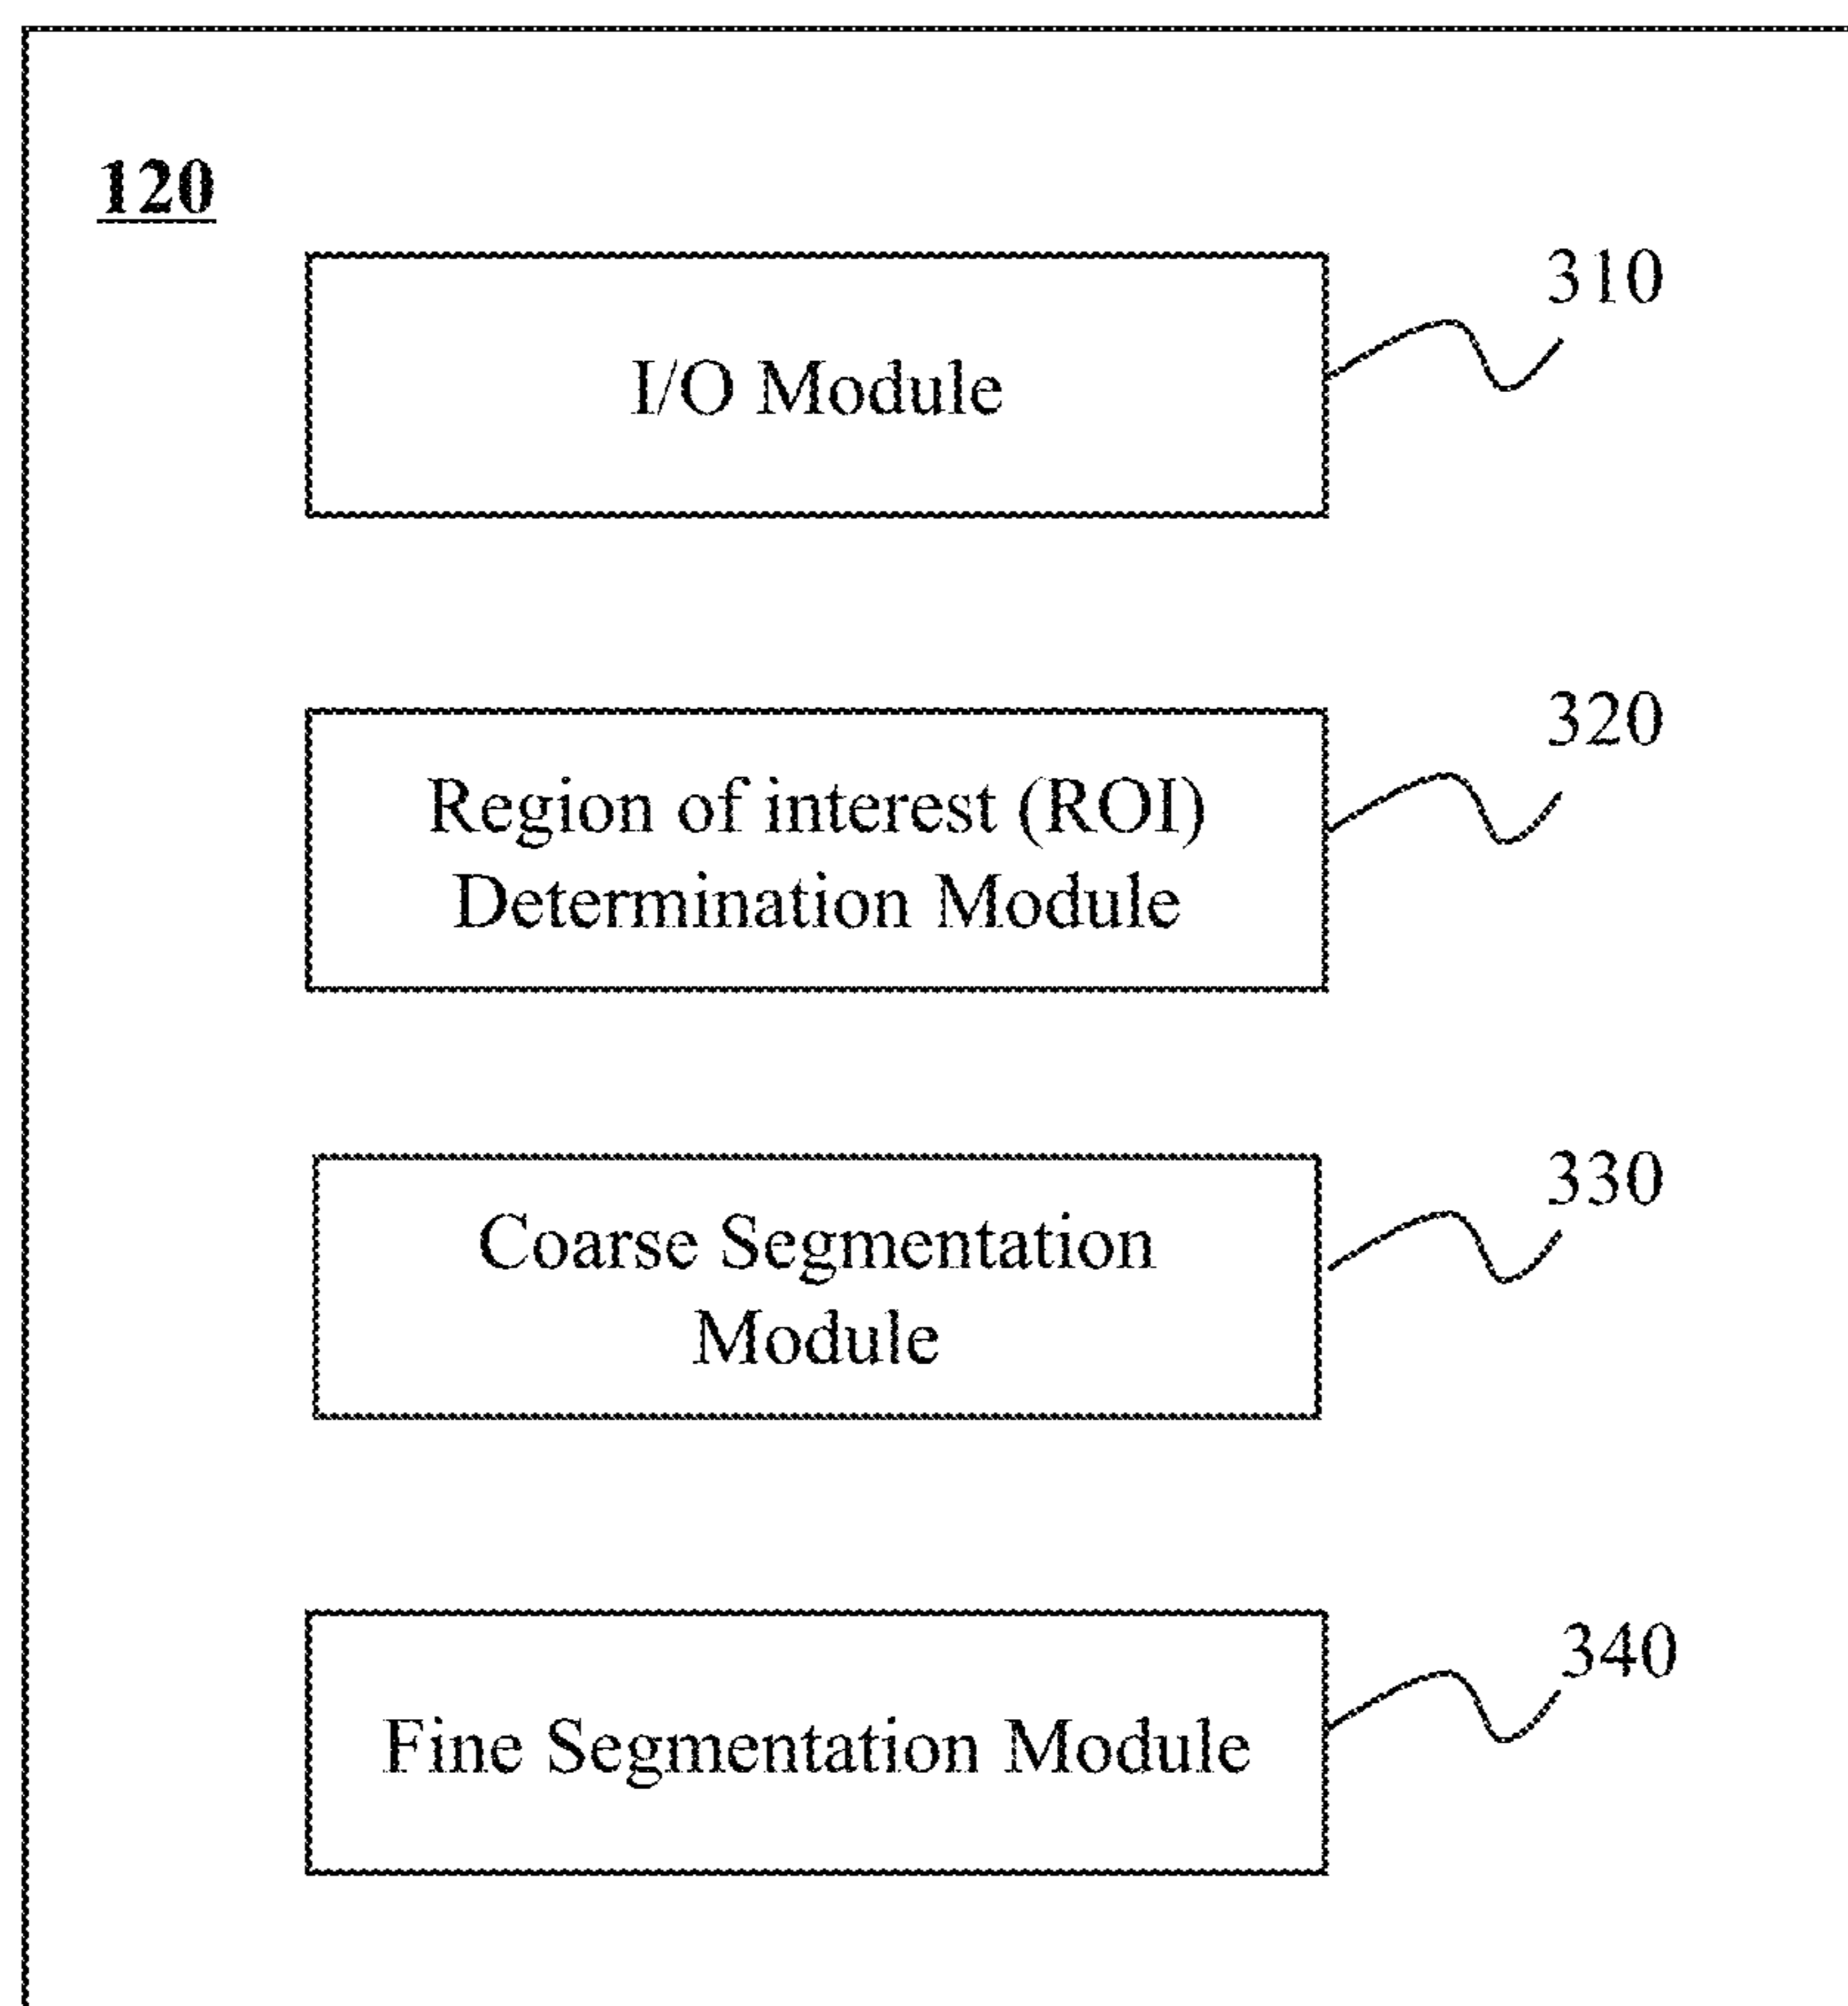 120
310
I/O Module
320
Region of interest (ROI)
Determination Module
330
Coarse Segmentation
Module
340
Fine Segmentation Module